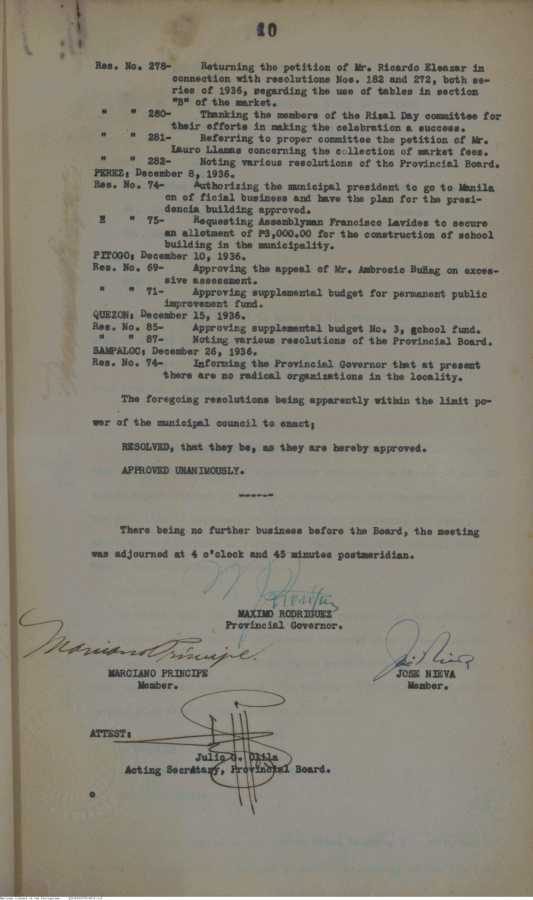 10
Res. No. 278- Returning the petition of Mr. Ricardo Eleazar in
connection with resolutions Nos. 182 and 272, both se-
ries of 1936, regarding the use of tables in section
"B" of the market.
" " 280- Thanking the members of the Rizal Day committee for
their efforts in making the celebration a success.
" " 281- Referring to proper committee the petition of Mr.
Lauro Llamas concerning the collection of market fees.
" " 282- Noting various resolutions of the Provincial Board.
PEREZ: December 8, 1936.
Res. No. 74- Authorizing the municipal president to go to Manila
on of ficial business and have the plan for the presi-
dencia building approved.
" " 75- Requesting Assemblyman Francisco Lavides to secure
an allotment of ₱3,000.00 for the construction of school
building in the municipality.
PITOGO: December 10, 1936.
Res. No. 69- Approving the appeal of Mr. Ambrosio Buñag on exces-
sive assessment.
" " 71- Approving supplemental budget for permanent public
improvement fund.
QUEZON: December 15, 1936.
Res. No. 85- Approving supplemental budget No. 3, school fund.
" " 87- Noting various resolutions of the Provincial Board.
SAMPALOC: December 26, 1936.
Res. No. 74- Informing the Provincial Governor that at present
there are no radical organizations in the locality.
The foregoing resolutions being apparently within the limit po-
wer of the municipal council to enact;
RESOLVED, that they be, as they are hereby approved.
APPROVED UNANIMOUSLY.
------
There being no further business before the Board, the meeting
was adjourned at 4 o'clock and 45 minutes postmeridian.
MAXIMO RODRIGUEZ
Provincial Governor.
Marciano Principe.
MARCIANO PRINCIPE
Member.
José Nieva
JOSE NIEVA
Member.
ATTEST:
Julio O. Olila
Acting Secretary, Provincial Board.